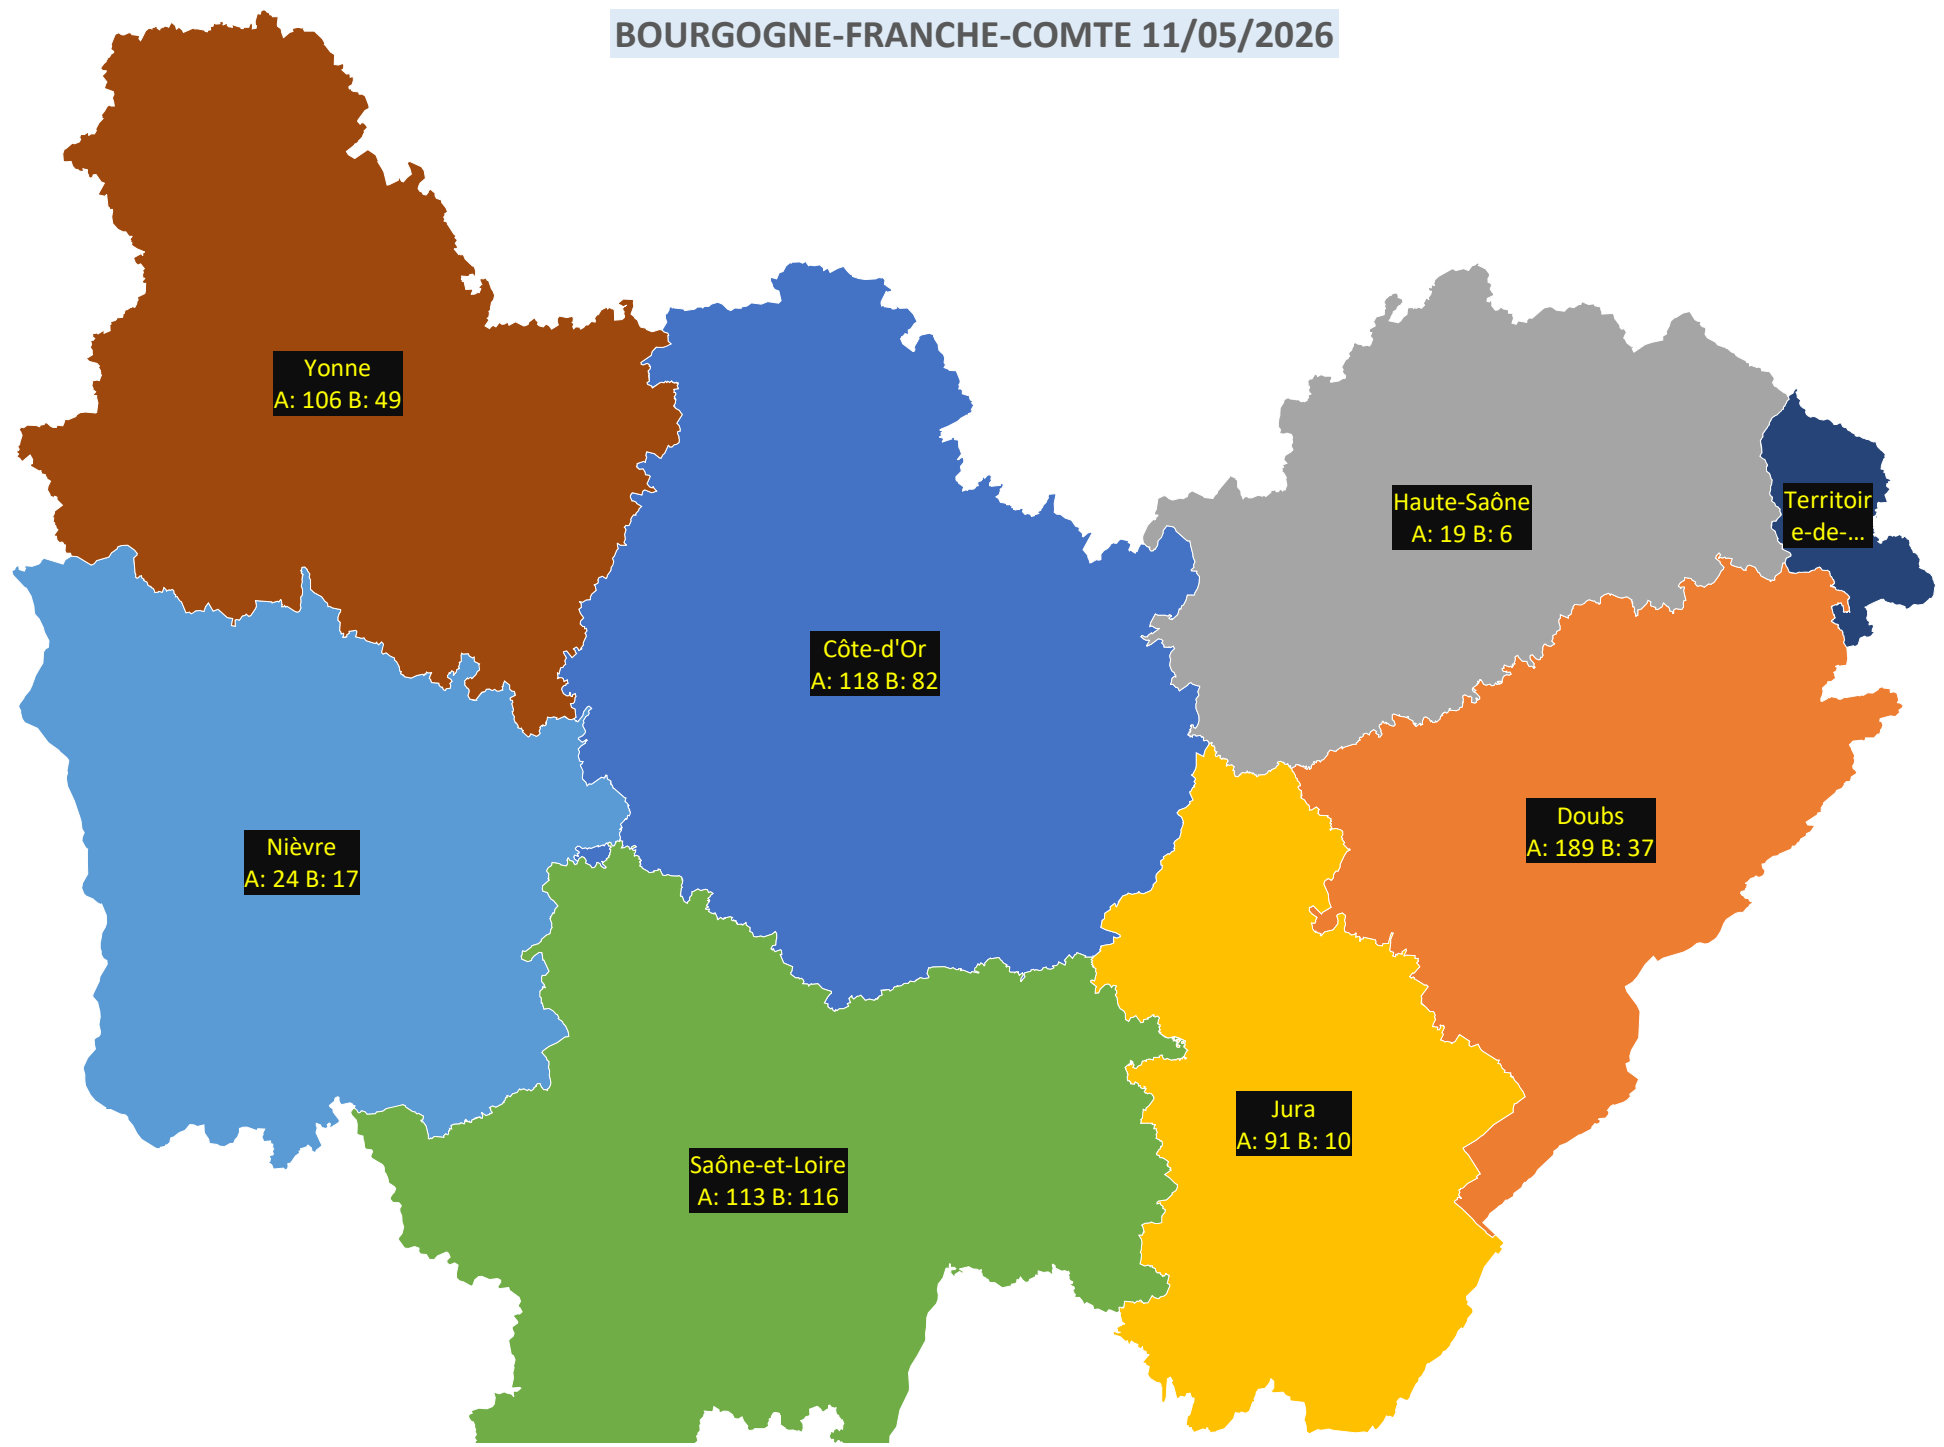 BOURGOGNE-FRANCHE-COMTE 11/05/2026
Yonne
A: 106 B: 49
Haute-Saône
A: 19 B: 6
Territoir
e-de-...
Côte-d'Or
A: 118 B: 82
Doubs
A: 189 B: 37
Nièvre
A: 24 B: 17
Jura
A: 91 B: 10
Saône-et-Loire
A: 113 B: 116